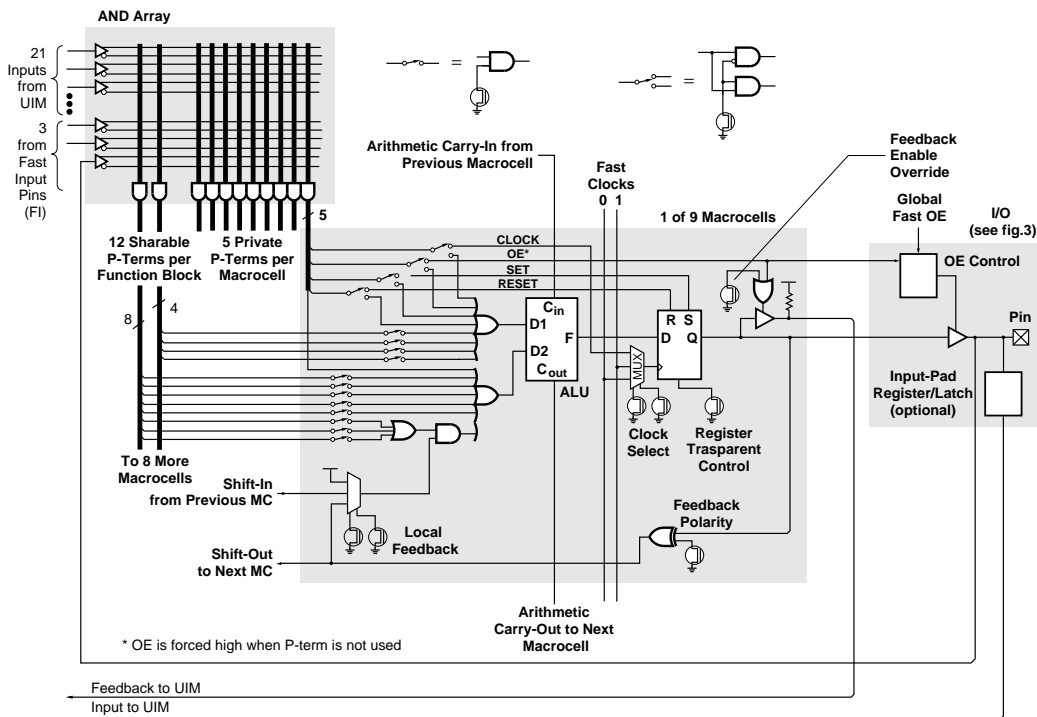 AND Array
21
Inputs
from
UIM
3
from
Fast
Input
Pins
(FI)
Arithmetic Carry-In from
Previous Macrocell
Fast
Clocks
0 1
Feedback
Enable
Override
Global
Fast OE
I/O
(see fig.3)
1 of 9 Macrocells
5
12 Sharable
P-Terms per
Function Block
5 Private
P-Terms per
Macrocell
CLOCK
OE*
SET
RESET
OE Control
8
4
Cin
D1
D2
Cout
F
ALU
R S
D Q
MUX
Pin
Input-Pad
Register/Latch
(optional)
Clock
Select
Register
Trasparent
Control
To 8 More
Macrocells
Shift-In
from Previous MC
Local
Feedback
Feedback
Polarity
Shift-Out
to Next MC
Arithmetic
Carry-Out to Next
Macrocell
* OE is forced high when P-term is not used
Feedback to UIM
Input to UIM
=
=